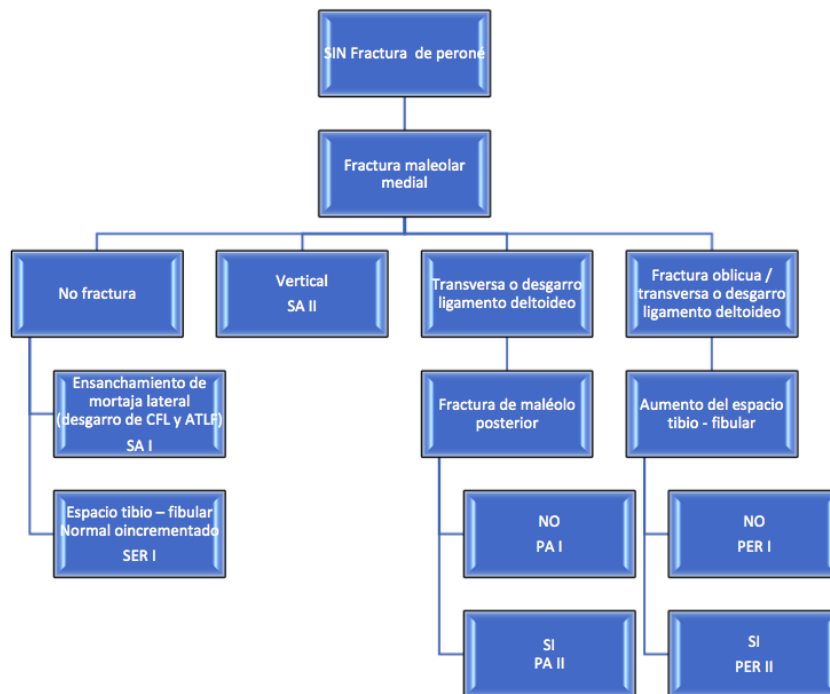 SIN Fractura de peroné
Fractura maleolar
medial
No fractura
Vertical
SA II
Transversa o desgarro
ligamento deltoideo
Fractura oblicua /
transversa o desgarro
ligamento deltoideo
Ensanchamiento de
mortaja lateral
(desgarro de CFL y ATLF)
SA I
Espacio tibio – fibular
Normal oincrementado
SER I
Fractura de maléolo
posterior
NO
PA I
SI
PA II
Aumento del espacio
tibio - fibular
NO
PER I
SI
PER II